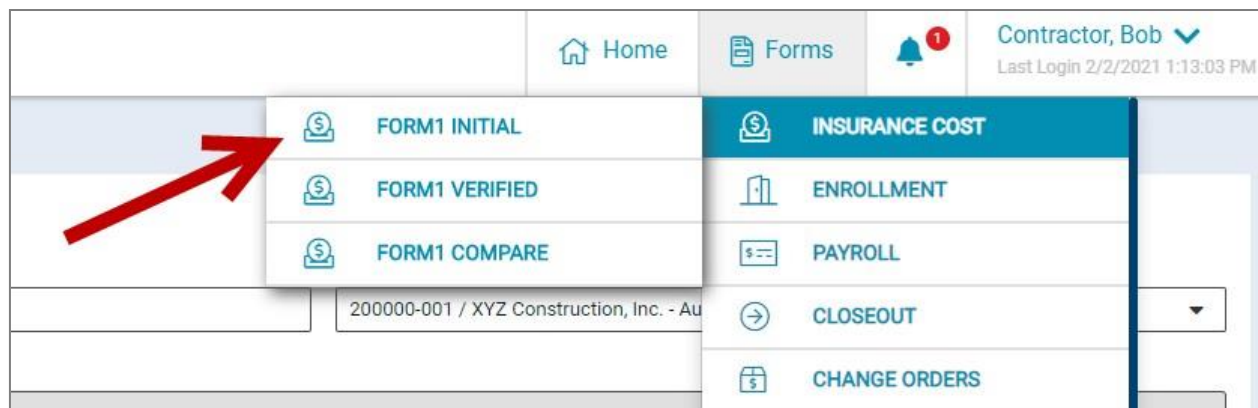 Home
Forms
1
Contractor, Bob
Last Login 2/2/2021 1:13:03 PM
FORM1 INITIAL
INSURANCE COST
FORM1 VERIFIED
ENROLLMENT
FORM1 COMPARE
PAYROLL
200000-001 / XYZ Construction, Inc. - Au
CLOSEOUT
CHANGE ORDERS